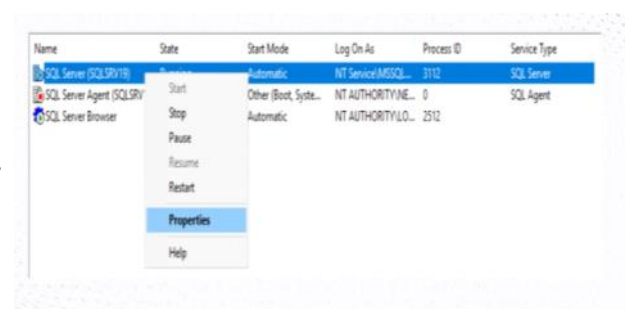 Name State Start Mode Log On As Process ID Service Type
SQL Server (SQLSRV19) Running Automatic NT Service\MSSQL... 3112 SQL Server
SQL Server Agent (SQLSRV Other (Boot, Syste... NT AUTHORITY\NE... 0 SQL Agent
SQL Server Browser Automatic NT AUTHORITY\LO... 2512
Start
Stop
Pause
Resume
Restart
Properties
Help